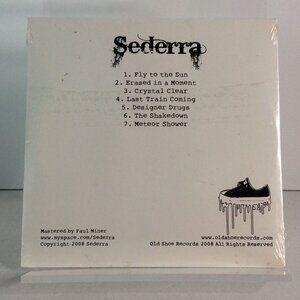 Sederra
1. Fly to the Sun
2. Erased in a Moment
3. Crystal Clear
4. Last Train Coming
5. Designer Drugs
6. The Shakedown
7. Meteor Shower
Mastered by Paul Miner
www.myspace.com/Sederra
Copyright 2008 Sederra
www.oldshoerecords.com
Old Shoe Records 2008 All Rights Reserved